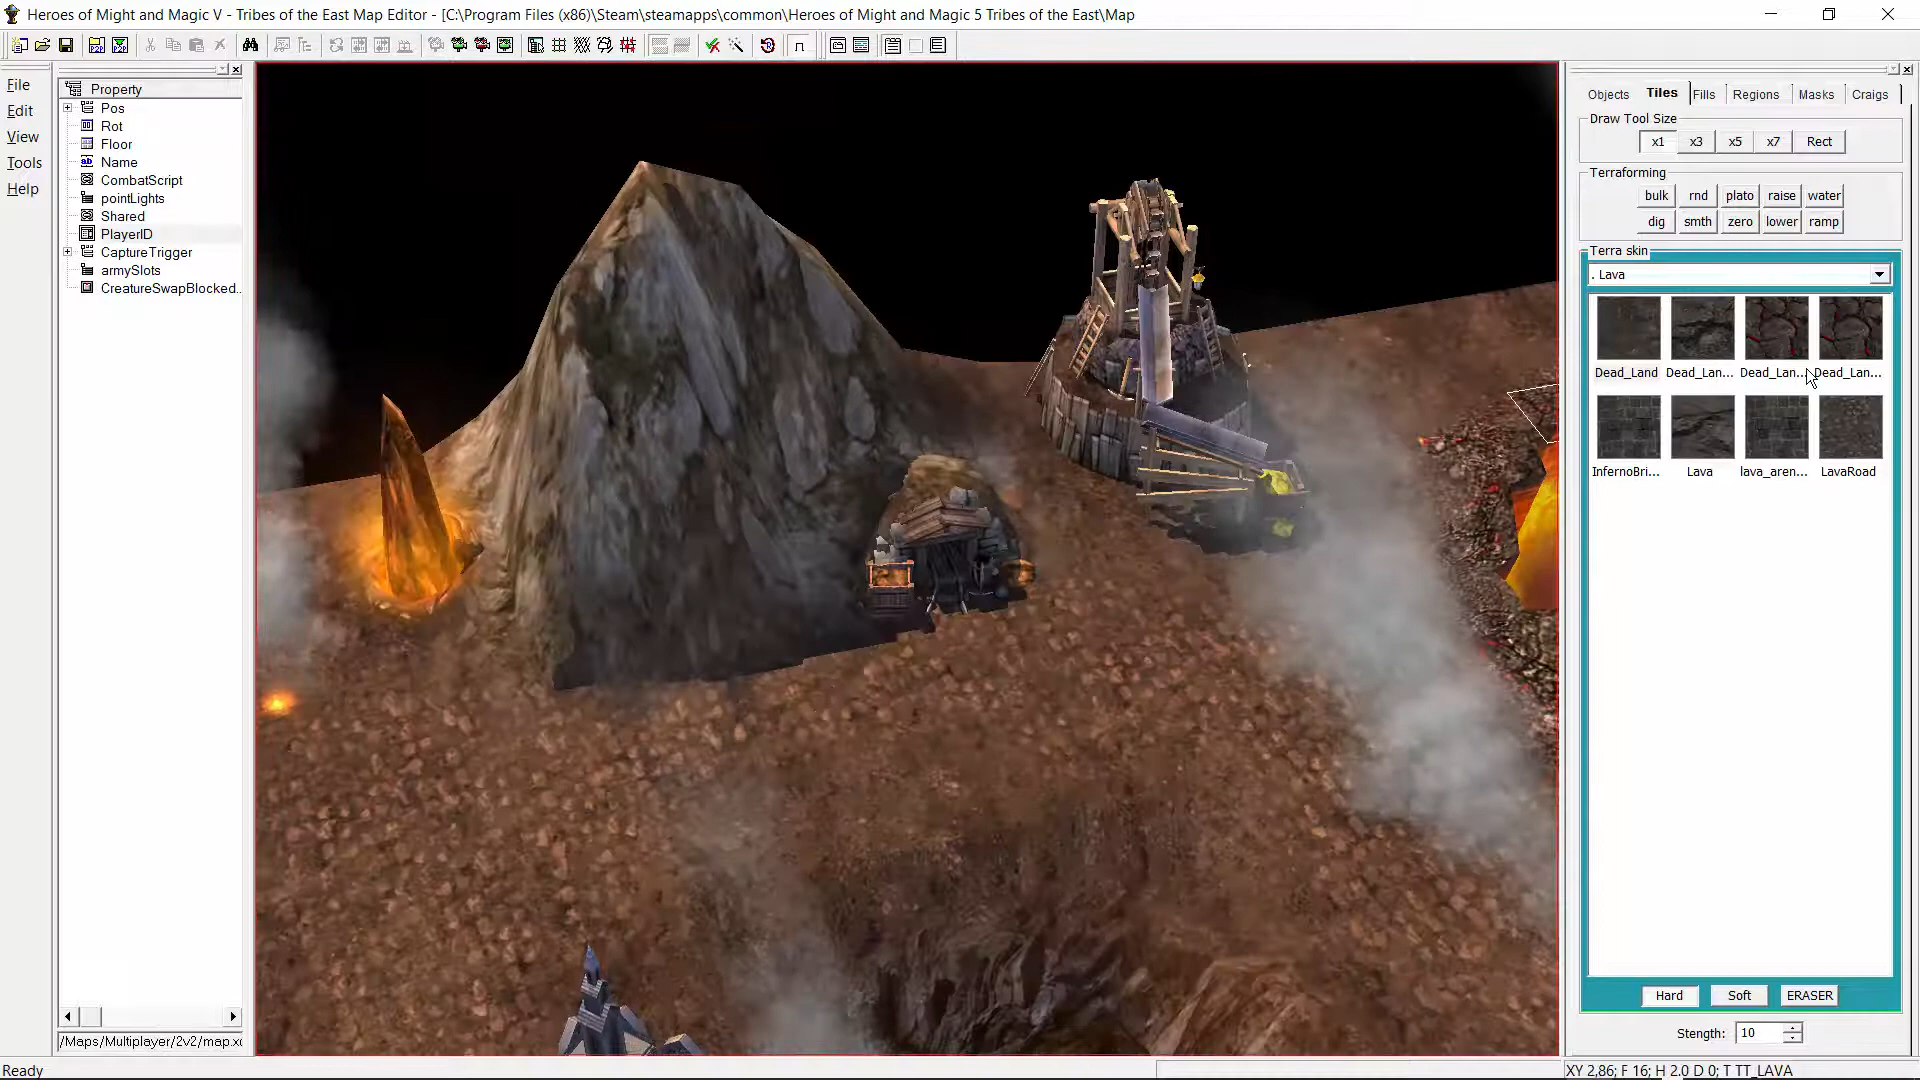 Heroes of Might and Magic V - Tribes of the East Map Editor - [C:\Program Files (x86)\Steam\steamapps\common\Heroes of Might and Magic 5 Tribes of the East\Map
File
Edit
View
Tools
Help
Property
Pos
Rot
Floor
Name
CombatScript
pointLights
Shared
PlayerID
CaptureTrigger
armySlots
CreatureSwapBlocked..
/Maps/Multiplayer/2v2/map.x
Objects Tiles Fills Regions Masks Craigs
Draw Tool Size
x1 x3 x5 x7 Rect
Terraforming
bulk rnd plato raise water
dig smth zero lower ramp
Terra skin
. Lava
Dead_Land Dead_Lan... Dead_Lan... Dead_Lan...
InfernoBri... Lava lava_aren... LavaRoad
Hard Soft ERASER
Stength: 10
Ready
XY 2,86; F 16; H 2.0 D 0; T TT_LAVA